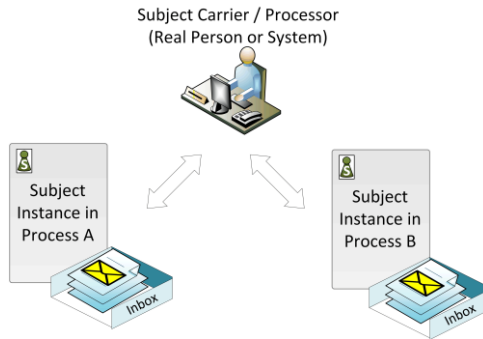 Subject Carrier / Processor
(Real Person or System)
S
Subject
Instance in
Process A
Inbox
S
Subject
Instance in
Process B
Inbox